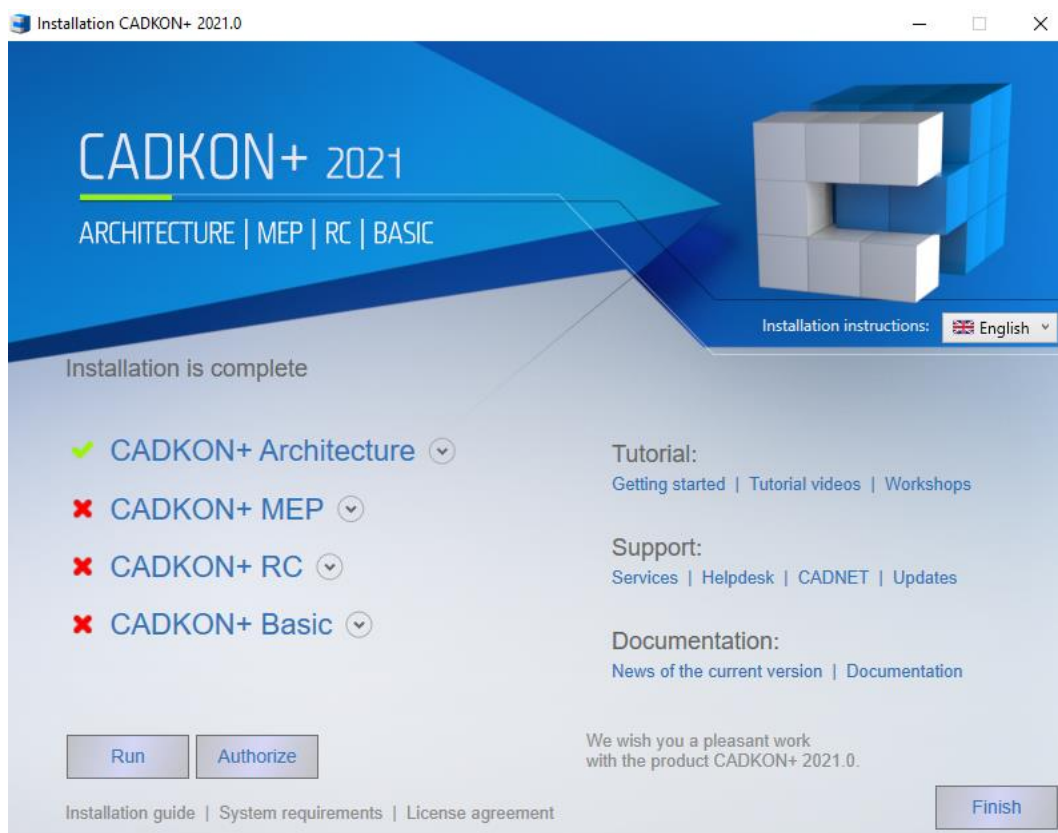 Installation CADKON+ 2021.0
CADKON+ 2021
ARCHITECTURE | MEP | RC | BASIC
Installation instructions: English
Installation is complete
CADKON+ Architecture
CADKON+ MEP
CADKON+ RC
CADKON+ Basic
Tutorial:
Getting started | Tutorial videos | Workshops
Support:
Services | Helpdesk | CADNET | Updates
Documentation:
News of the current version | Documentation
Run Authorize
We wish you a pleasant work
with the product CADKON+ 2021.0.
Installation guide | System requirements | License agreement
Finish